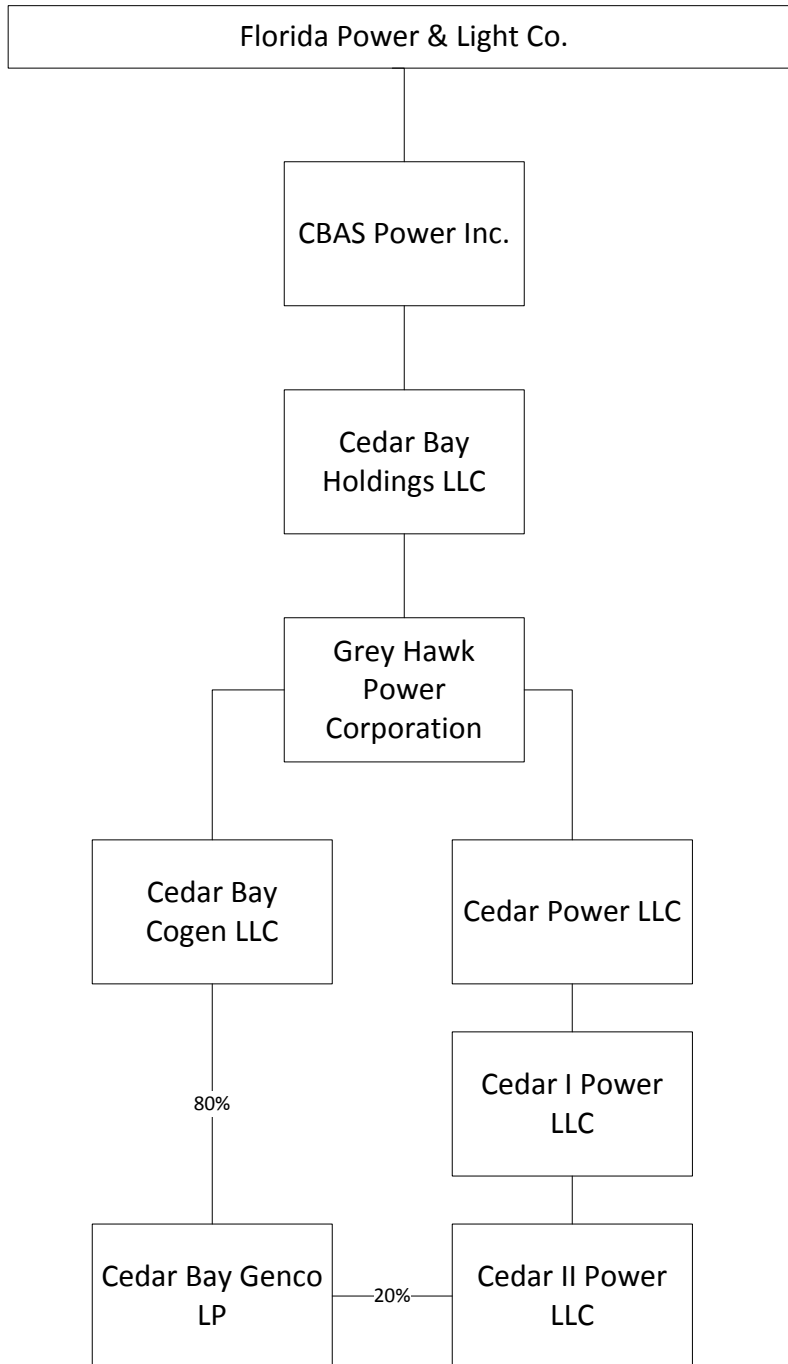 Florida Power & Light Co.
CBAS Power Inc.
Cedar Bay
Holdings LLC
Grey Hawk
Power
Corporation
Cedar Bay
Cogen LLC
Cedar Power LLC
80%
Cedar I Power
LLC
Cedar Bay Genco
LP
20%
Cedar II Power
LLC